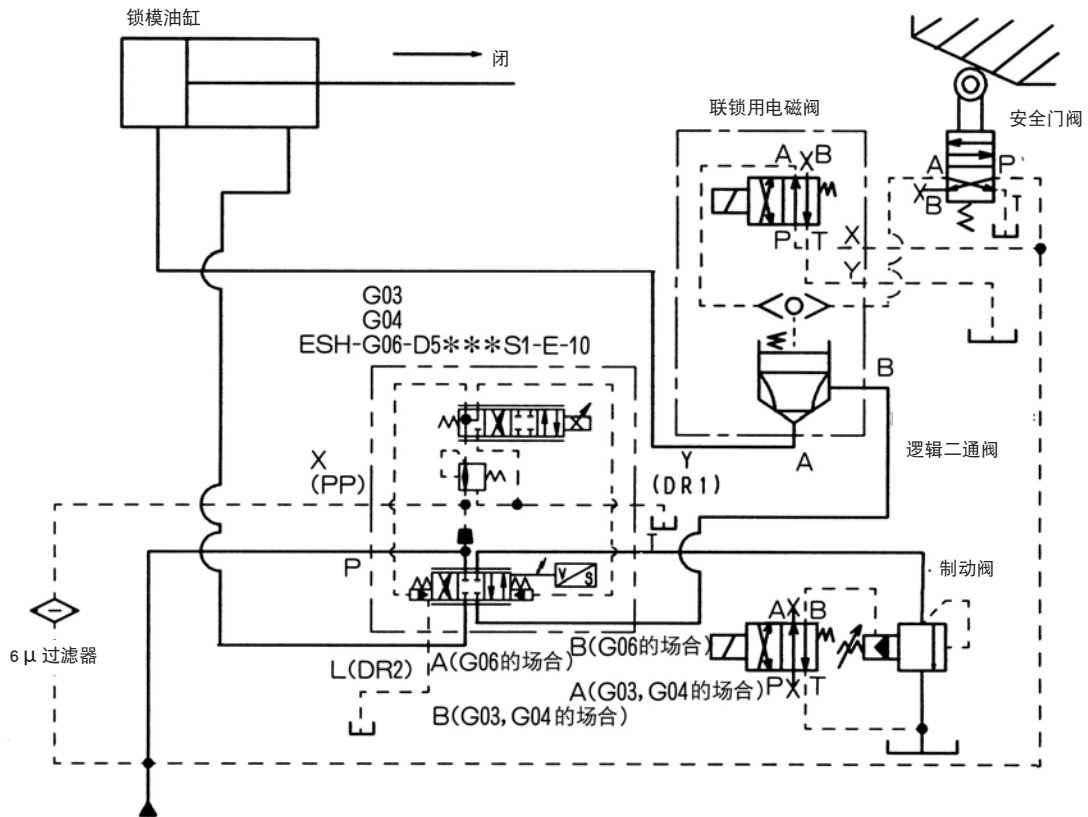 锁模油缸
闭
联锁用电磁阀
安全门阀
A B
P T
X
Y
A P
B T
G03
G04
ESH-G06-D5***S1-E-10
B
A
逻辑二通阀
X
(PP)
Y
(DR1)
P
T
V
S
制动阀
6μ过滤器
L(DR2)
A(G06的场合)
B(G03,G04的场合)
B(G06的场合)
A(G03,G04的场合)
A B
P T